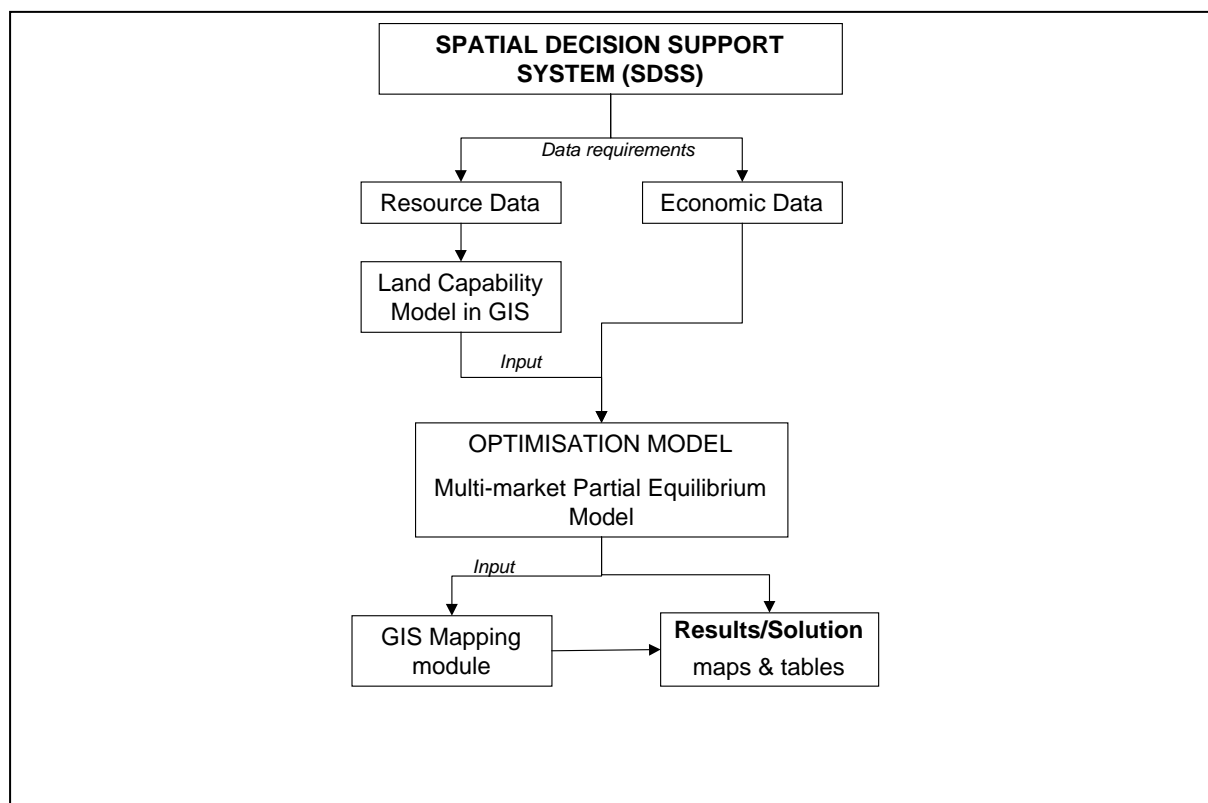 SPATIAL DECISION SUPPORT
SYSTEM (SDSS)
Data requirements
Resource Data
Economic Data
Land Capability
Model in GIS
Input
OPTIMISATION MODEL
Multi-market Partial Equilibrium
Model
Input
GIS Mapping
module
Results/Solution
maps & tables